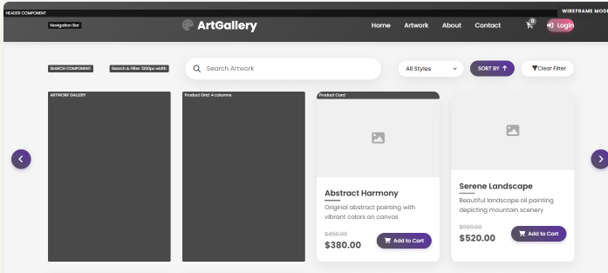 HEADER COMPONENT
WIREFRAME MODE
Navigation Bar
ArtGallery
Home Artwork About Contact
0
Login
SEARCH COMPONENT
Search & Filter: 1200px width
Search Artwork
All Styles
SORT BY ↑
Clear Filter
ARTWORK GALLERY
Product Grid: 4 columns
Product Card
Abstract Harmony
Original abstract painting with
vibrant colors on canvas
$450.00
$380.00
Add to Cart
Serene Landscape
Beautiful landscape oil painting
depicting mountain scenery
$520.00
Add to Cart